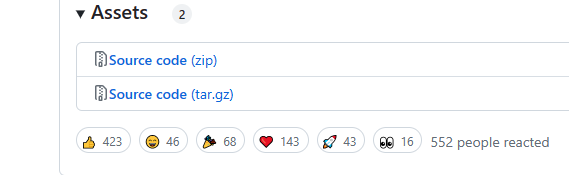 Assets 2
Source code (zip)
Source code (tar.gz)
423 46 68 143 43 16 552 people reacted